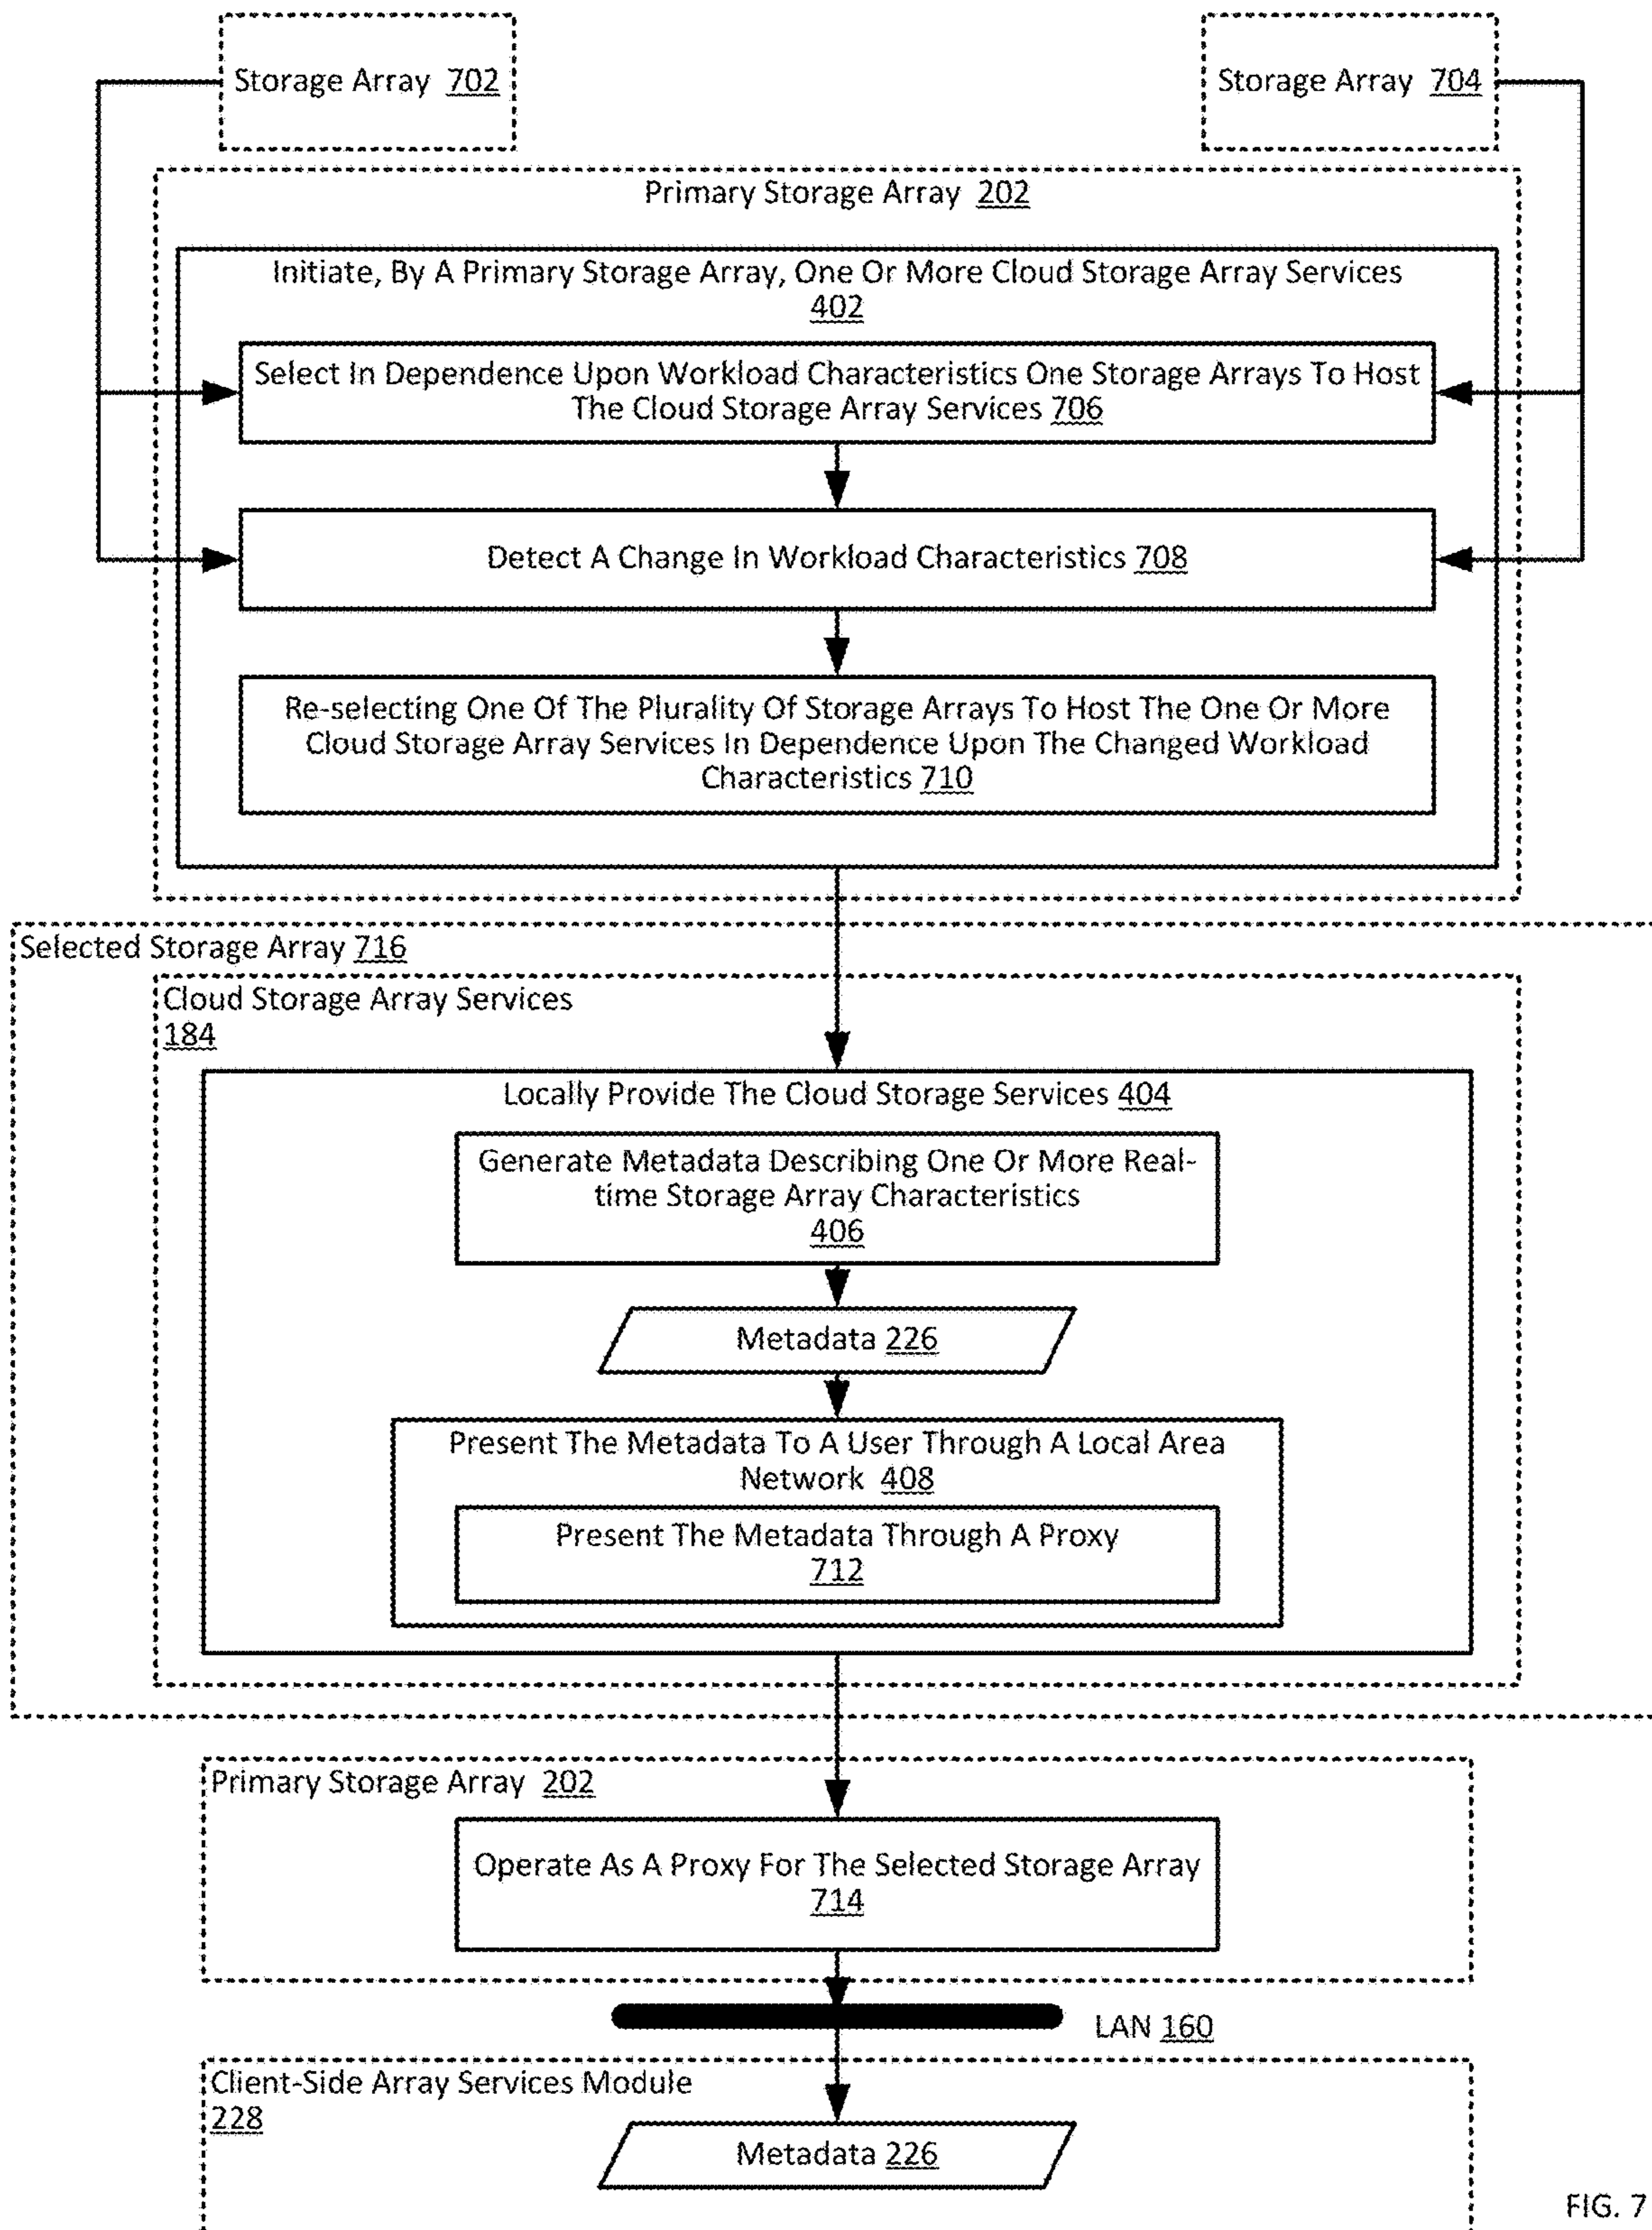 Storage Array 702
Storage Array 704
Primary Storage Array 202
Initiate, By A Primary Storage Array, One Or More Cloud Storage Array Services
402
Select In Dependence Upon Workload Characteristics One Storage Arrays To Host
The Cloud Storage Array Services 706
Detect A Change In Workload Characteristics 708
Re-selecting One Of The Plurality Of Storage Arrays To Host The One Or More
Cloud Storage Array Services In Dependence Upon The Changed Workload
Characteristics 710
Selected Storage Array 716
Cloud Storage Array Services
184
Locally Provide The Cloud Storage Services 404
Generate Metadata Describing One Or More Real-
time Storage Array Characteristics
406
Metadata 226
Present The Metadata To A User Through A Local Area
Network 408
Present The Metadata Through A Proxy
712
Primary Storage Array 202
Operate As A Proxy For The Selected Storage Array
714
LAN 160
Client-Side Array Services Module
228
Metadata 226
FIG. 7